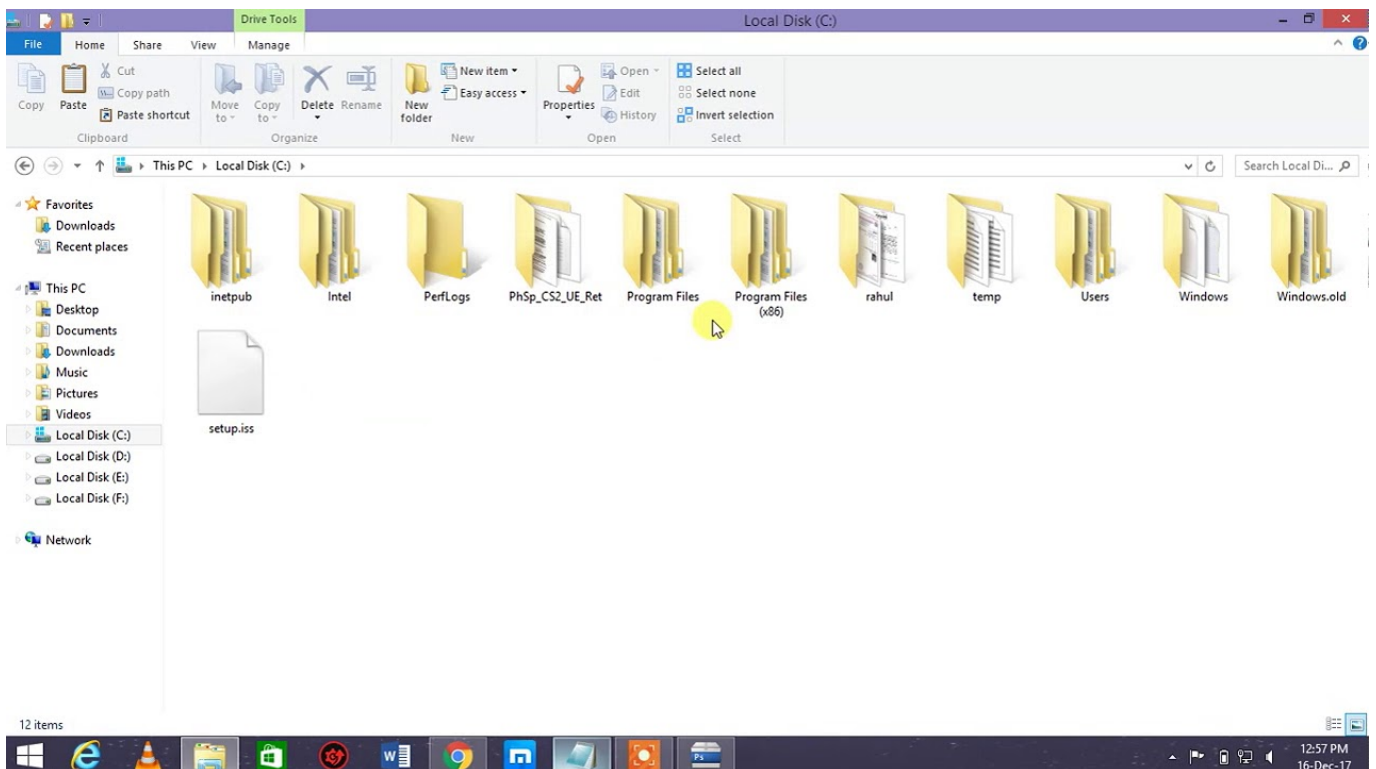 Drive Tools
Local Disk (C:)
File
Home
Share
View
Manage
Copy
Paste
Cut
Copy path
Paste shortcut
Clipboard
Move to
Copy to
Delete
Rename
Organize
New folder
New item
Easy access
New
Properties
Open
Edit
History
Open
Select all
Select none
Invert selection
Select
This PC
Local Disk (C:)
Search Local Di...
Favorites
Downloads
Recent places
This PC
Desktop
Documents
Downloads
Music
Pictures
Videos
Local Disk (C:)
Local Disk (D:)
Local Disk (E:)
Local Disk (F:)
Network
inetpub
Intel
PerfLogs
PhSp_CS2_UE_Ret
Program Files
Program Files
(x86)
rahul
temp
Users
Windows
Windows.old
setup.iss
12 items
Ps
12:57 PM
16-Dec-17